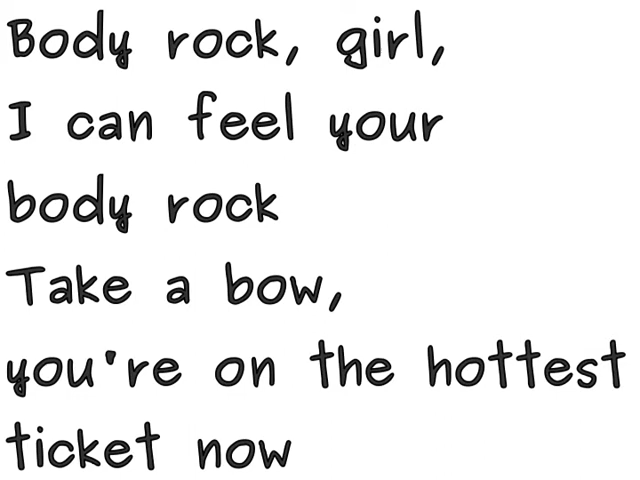 Body rock, girl,
I can feel your
body rock
Take a bow,
you're on the hottest
ticket now